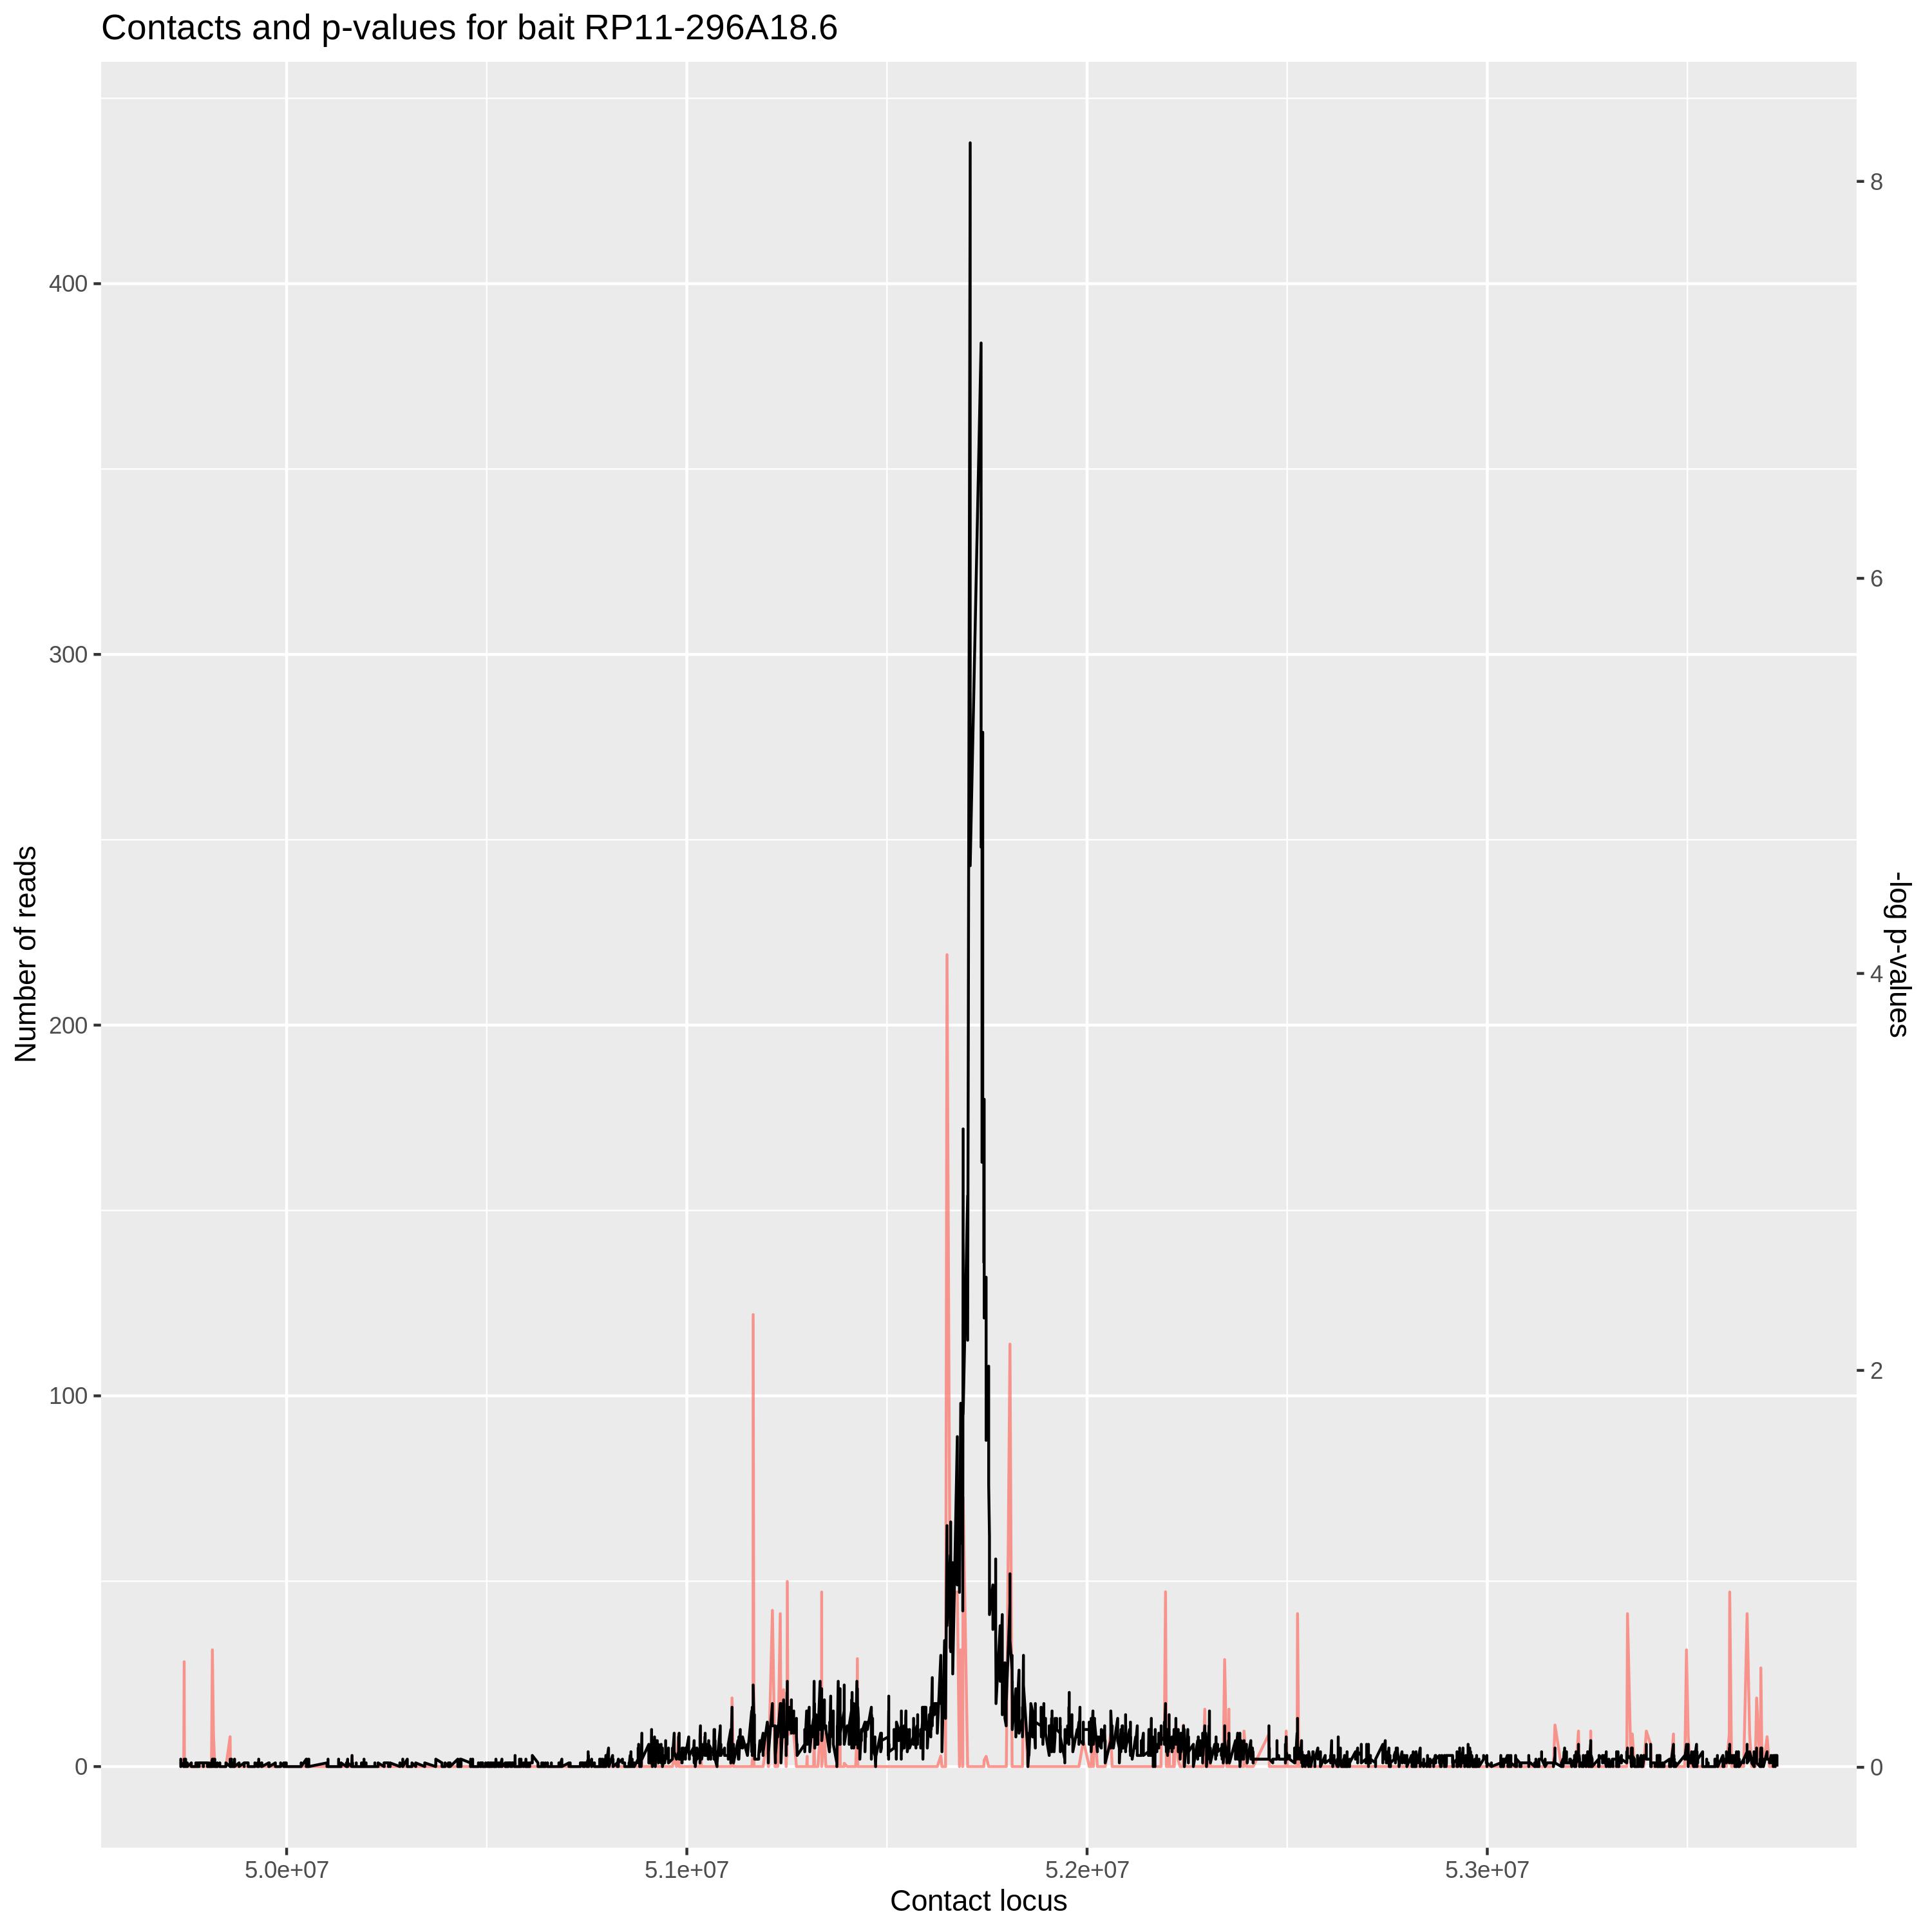 Contacts and p-values for bait RP11-296A18.6
Number of reads
400
300
200
100
0
8
6
4
2
0
-log p-values
5.0e+07
5.1e+07
5.2e+07
5.3e+07
Contact locus